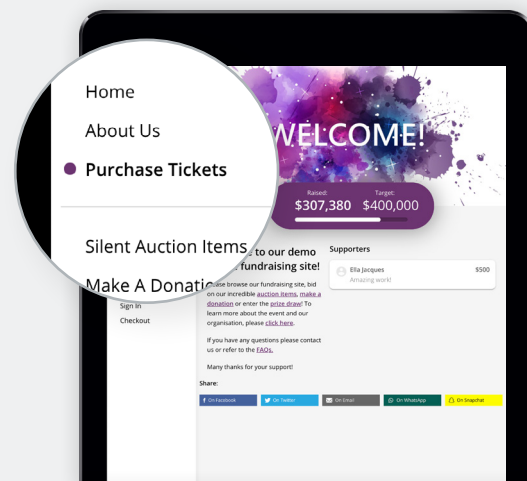 Home
About Us
Purchase Tickets
Silent Auction Items
Make A Donatio
Sign In
Checkout
WELCOME!
Raised:
Target:
$307,380
$400,000
to our demo
fundraising site!
Please browse our fundraising site, bid
on our incredible auction items, make a
donation or enter the prize draw! To
learn more about the event and our
organisation, please click here.
If you have any questions please contact
us or refer to the FAQs.
Many thanks for your support!
Supporters
Ella Jacques
$500
Amazing work!
Share:
On Facebook
On Twitter
On Email
On WhatsApp
On Snapchat